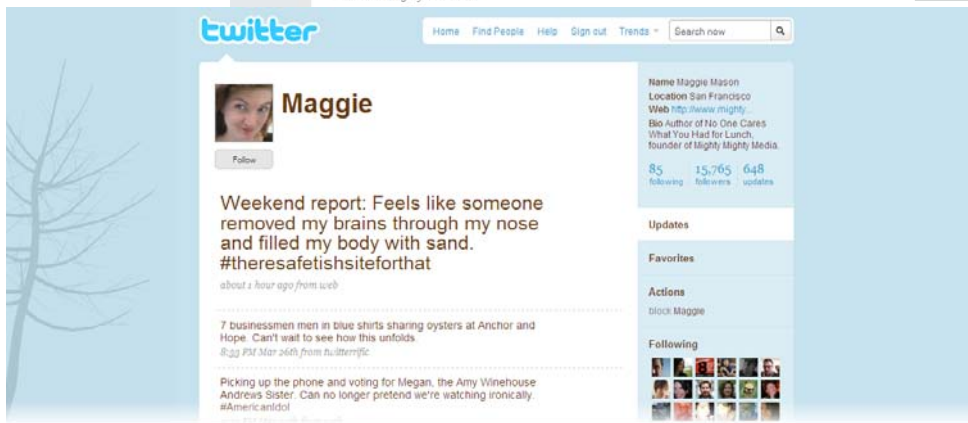 twitter
Home Find People Help Sign out Trends Search now
Maggie
Follow
Weekend report: Feels like someone
removed my brains through my nose
and filled my body with sand.
#theresafetishsiteforthat
about 1 hour ago from web
7 businessmen men in blue shirts sharing oysters at Anchor and
Hope. Can't wait to see how this unfolds.
8:33 PM Mar 26th from twitterrific
Picking up the phone and voting for Megan, the Amy Winehouse
Andrews Sister. Can no longer pretend we're watching ironically.
#AmericanIdol
Name Maggie Mason
Location San Francisco
Web http://www.mighty...
Bio Author of No One Cares
What You Had for Lunch,
founder of Mighty Mighty Media.
85 15,765 648
following followers updates
Updates
Favorites
Actions
block Maggie
Following